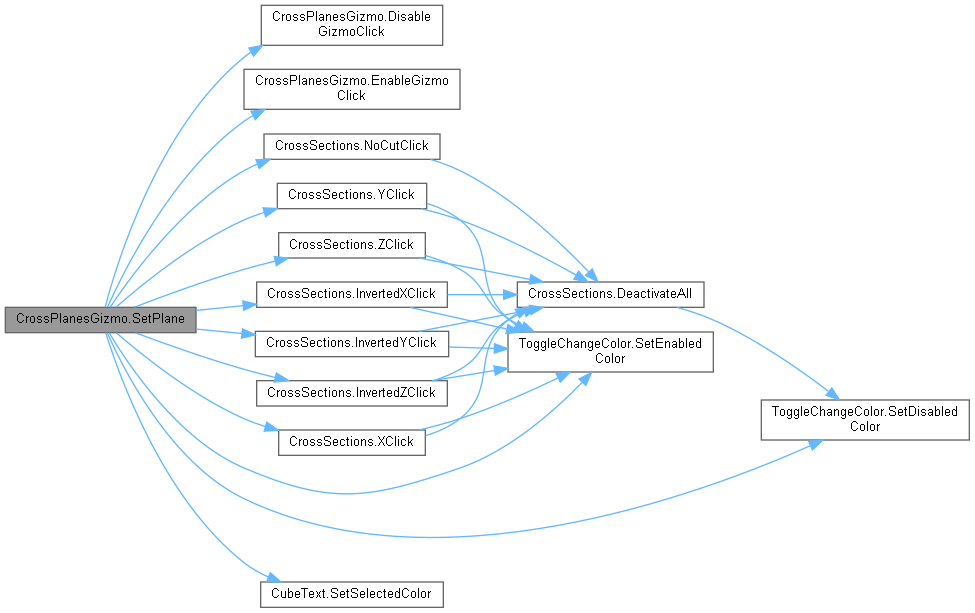 CrossPlanesGizmo.Disable
GizmoClick
CrossPlanesGizmo.EnableGizmo
Click
CrossSections.NoCutClick
CrossSections.YClick
CrossSections.ZClick
CrossSections.InvertedXClick
CrossSections.DeactivateAll
CrossPlanesGizmo.SetPlane
CrossSections.InvertedYClick
ToggleChangeColor.SetEnabled
Color
CrossSections.InvertedZClick
ToggleChangeColor.SetDisabled
Color
CrossSections.XClick
CubeText.SetSelectedColor